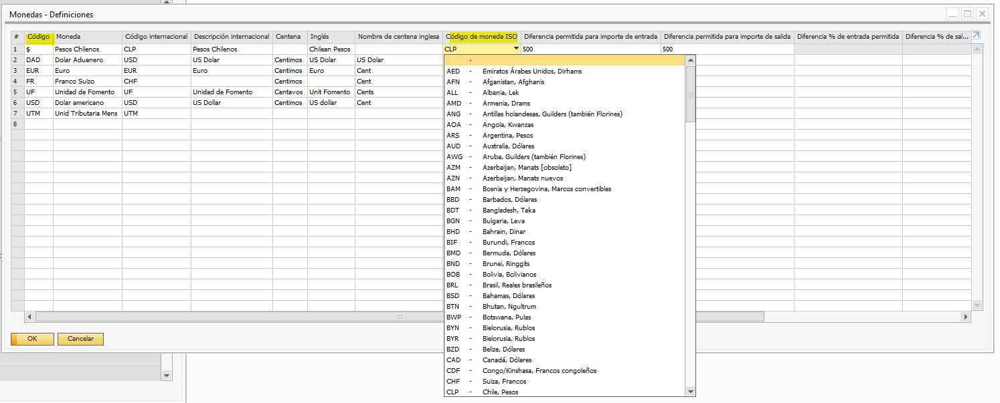 Monedas - Definiciones
# Código Moneda Código internacional Descripción internacional Centena Inglés Nombre de centena inglesa Código de moneda ISO Diferencia permitida para importe de entrada Diferencia permitida para importe de salida Diferencia % de entrada permitida Diferencia % de sal...
1 $ Pesos Chilenos CLP Pesos Chilenos Chilean Pesos CLP 500 500
2 DAD Dolar Aduanero USD US Dolar Centimos US Dolar US Dolar
3 EUR Euro EUR Euro Centimos Euro Cent
4 FR Franco Suizo CHF Centimos Cent
5 UF Unidad de Fomento UF Unidad de Fomento Centavos Unit Fomento Cents
6 USD Dolar americano USD US Dollar Centimos US dollar Cent
7 UTM Unid Tributaria Mens UTM
8
-
AED - Emiratos Árabes Unidos, Dirhams
AFN - Afganistan, Afghanis
ALL - Albania, Lek
AMD - Armenia, Drams
ANG - Antillas holandesas, Guilders (también Florines)
AOA - Angola, Kwanzas
ARS - Argentina, Pesos
AUD - Australia, Dólares
AWG - Aruba, Guilders (también Florines)
AZM - Azerbaijan, Manats [obsoleto]
AZN - Azerbaijan, Manats nuevos
BAM - Bosnia y Herzegovina, Marcos convertibles
BBD - Barbados, Dólares
BDT - Bangladesh, Taka
BGN - Bulgaria, Leva
BHD - Bahrain, Dinar
BIF - Burundi, Francos
BMD - Bermuda, Dólares
BND - Brunei, Ringgits
BOB - Bolivia, Bolivianos
BRL - Brasil, Reales brasileños
BSD - Bahamas, Dólares
BTN - Bhutan, Ngultrum
BWP - Botswana, Pulas
BYN - Bielorusia, Rublos
BYR - Bielorusia, Rublos
BZD - Belize, Dólares
CAD - Canadá, Dólares
CDF - Congo/Kinshasa, Francos congoleños
CHF - Suiza, Francos
CLP - Chile, Pesos
OK Cancelar